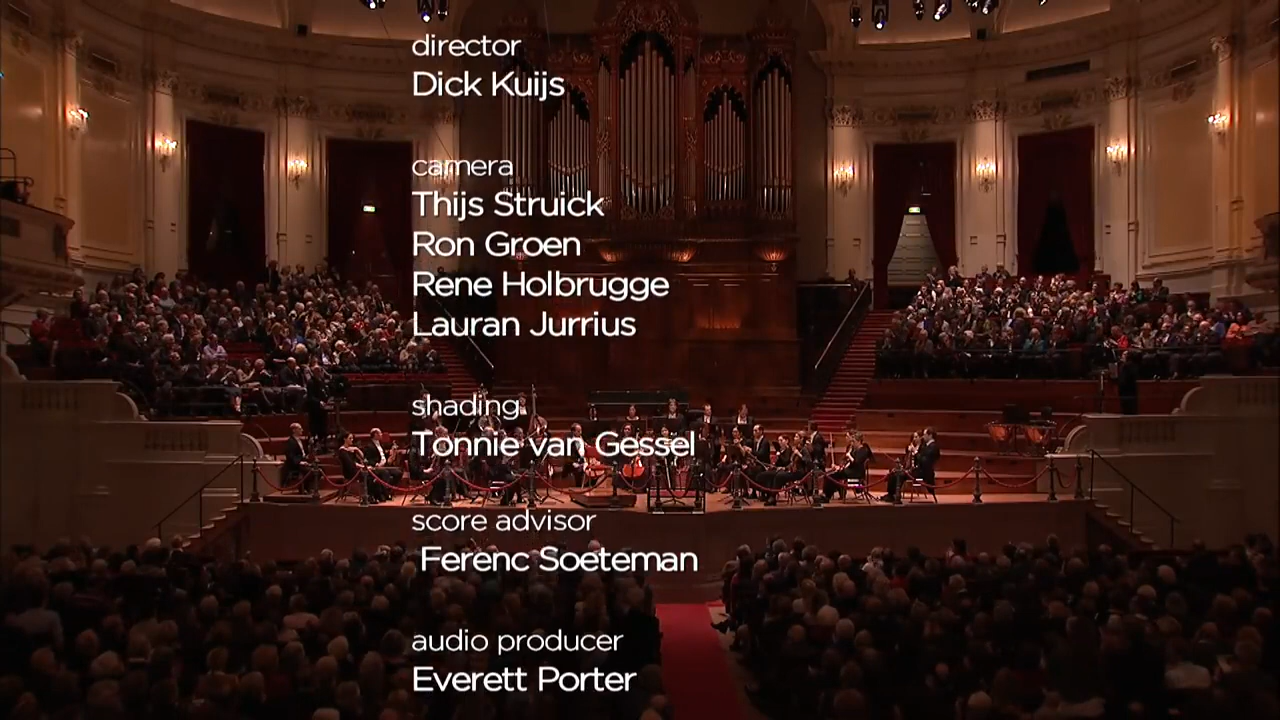 director
Dick Kuijs
camera
Thijs Struick
Ron Groen
Rene Holbrugge
Lauran Jurrius
shading
Tonnie van Gessel
score advisor
Ferenc Soeteman
audio producer
Everett Porter